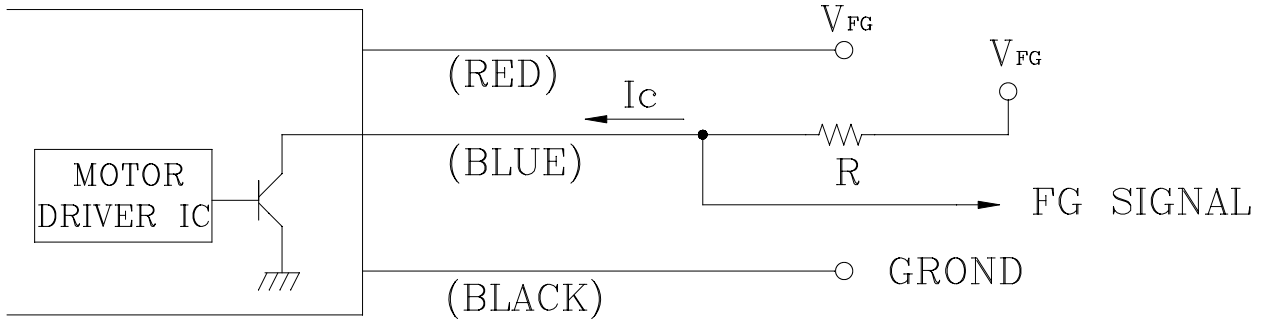 VFG
VFG
(RED)
Ic
(BLUE)
R
MOTOR
DRIVER IC
FG SIGNAL
GROND
(BLACK)